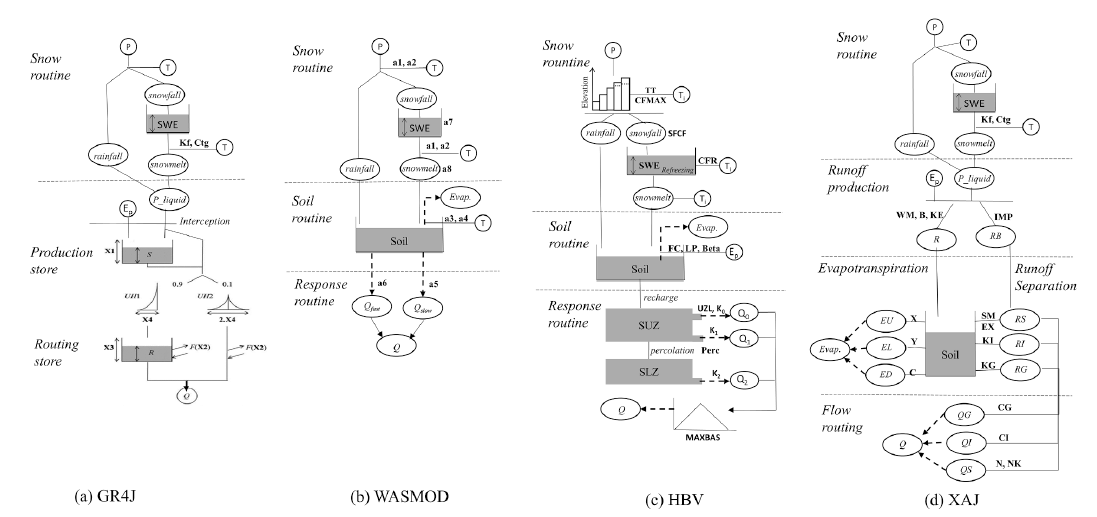 Snow
routine
P
T
snowfall
SWE
Kf, Ctg
T
rainfall
snowmelt
P_liquid
Ep
Interception
Production
store
X1
S
0.9
0.1
UH1
UH2
X4
2.X4
Routing
store
X3
R
F(X2)
F(X2)
Q
(a) GR4J
Snow
routine
P
a1, a2
T
snowfall
SWE
a7
a1, a2
T
rainfall
snowmelt
a8
Soil
routine
Evap.
a3, a4
T
Soil
Response
routine
a6
a5
Qfast
Qslow
Q
(b) WASMOD
Snow
rountine
P
Elevation
TT
CFMAX
Ti
rainfall
snowfall
SFCF
SWE
Refreezing
CFR
Ti
snowmelt
Ti
Soil
routine
Evap.
FC, LP, Beta
Ep
Soil
recharge
Response
routine
UZL, K0
Q0
SUZ
K1
Q1
percolation
Perc
SLZ
K2
Q2
Q
MAXBAS
(c) HBV
Snow
routine
P
T
snowfall
SWE
Kf, Ctg
T
rainfall
snowmelt
Runoff
production
Ep
P_liquid
WM, B, KE
IMP
R
RB
Evapotranspiration
Runoff
Separation
EU
X
SM
EX
RS
Evap.
EL
Y
Soil
KI
RI
ED
C
KG
RG
Flow
routing
QG
CG
Q
QI
CI
QS
N, NK
(d) XAJ